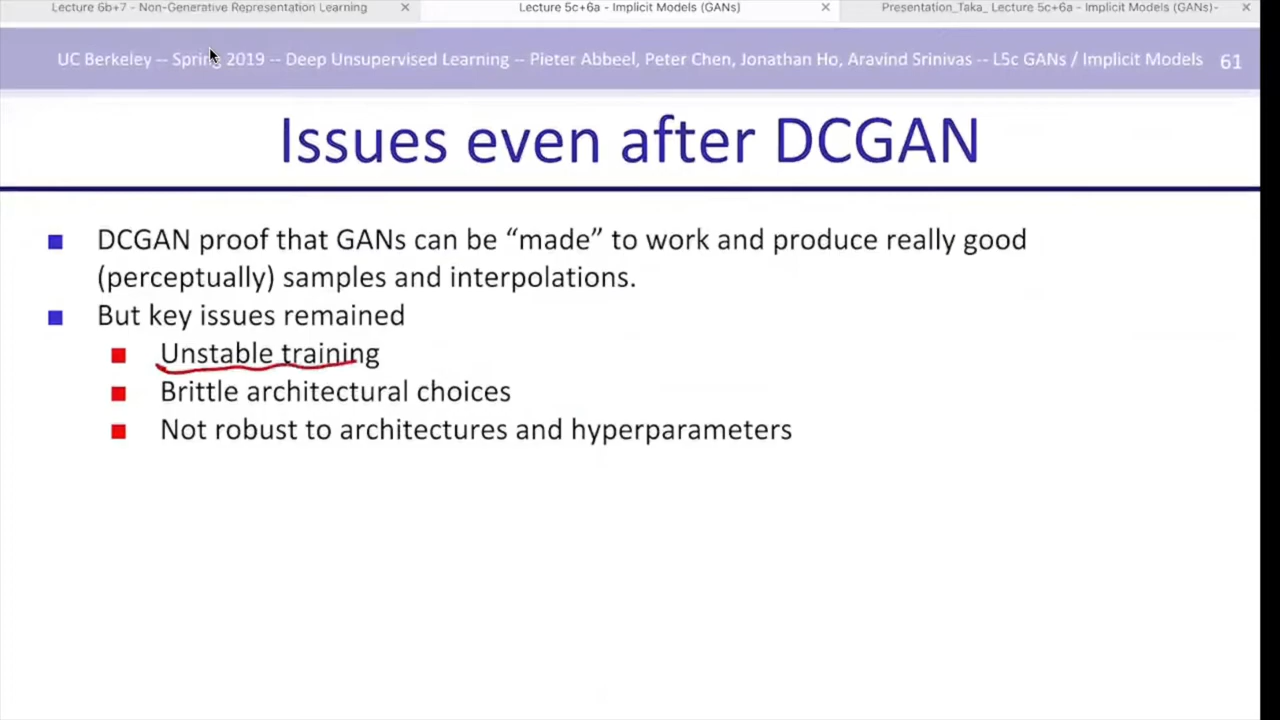 Lecture 6b+7 - Non-Generative Representation Learning × Lecture 5c+6a - Implicit Models (GANs) × Presentation_Taka_ Lecture 5c+6a - Implicit Models (GANs)- ×
UC Berkeley -- Spring 2019 -- Deep Unsupervised Learning -- Pieter Abbeel, Peter Chen, Jonathan Ho, Aravind Srinivas -- L5c GANs / Implicit Models 61
Issues even after DCGAN
■ DCGAN proof that GANs can be “made” to work and produce really good
(perceptually) samples and interpolations.
■ But key issues remained
■ Unstable training
■ Brittle architectural choices
■ Not robust to architectures and hyperparameters